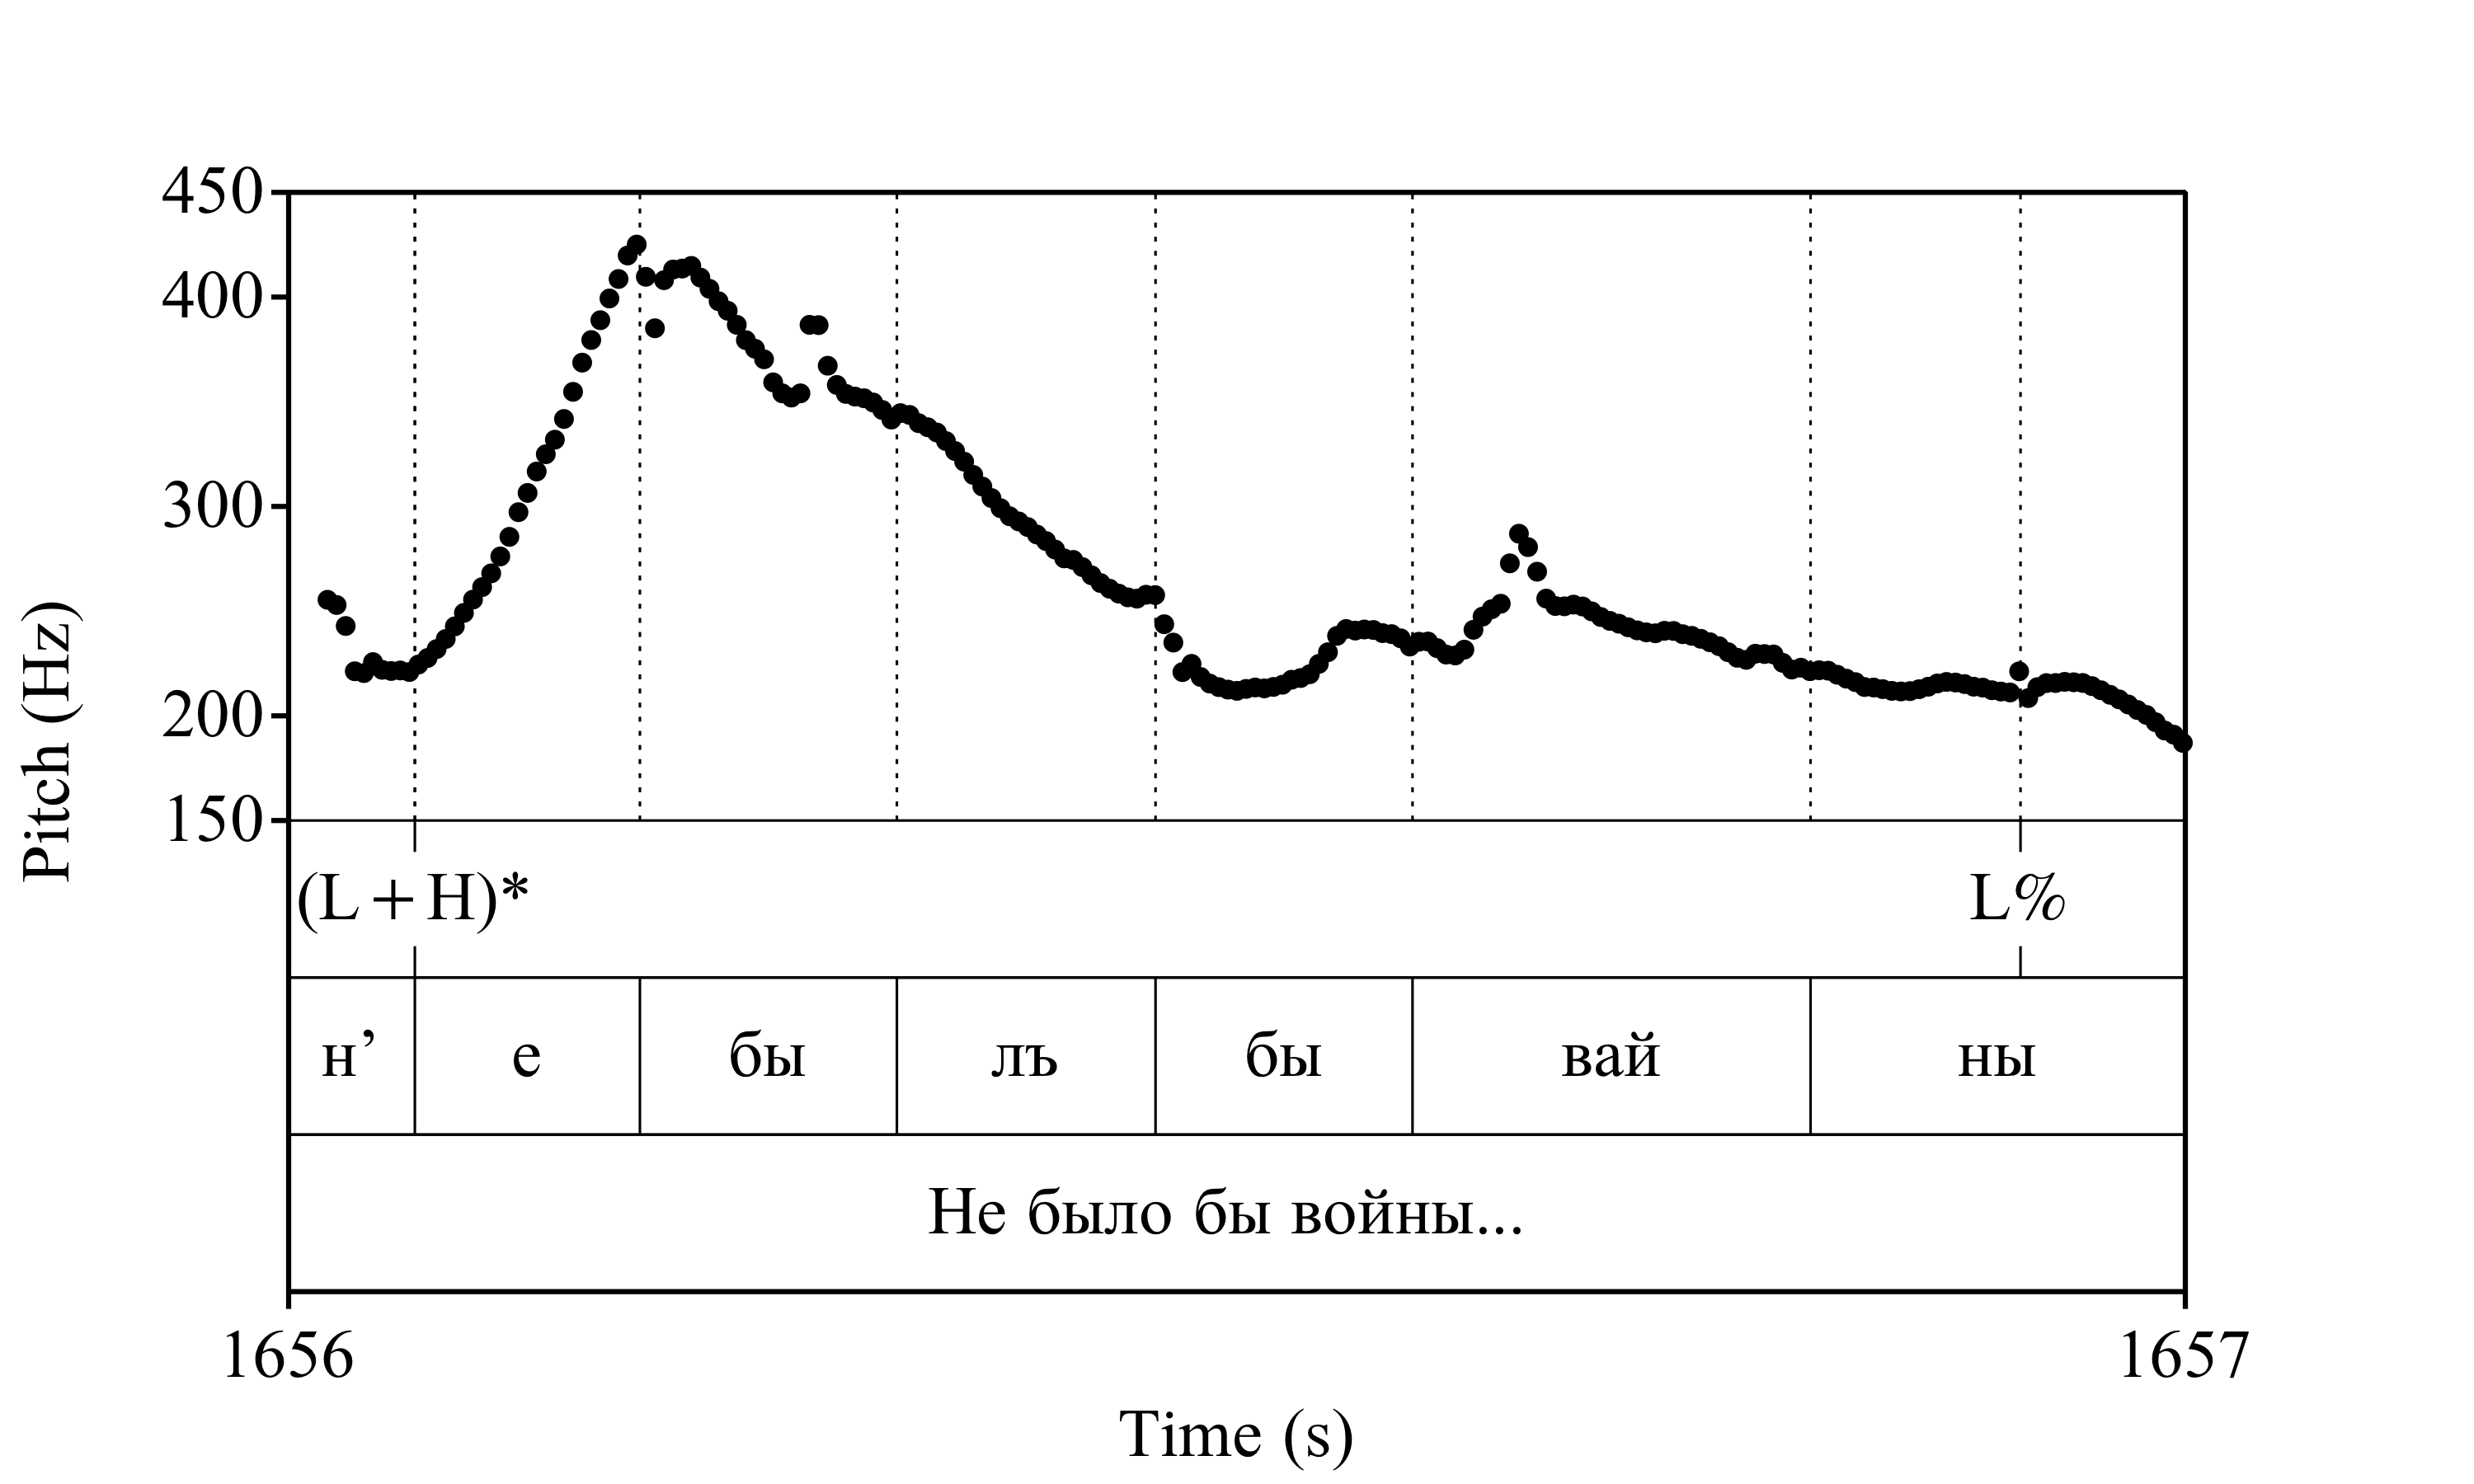 450
400
300
200
150
Pitch (Hz)
(L + H)* L%
н’ е бы лъ бы вай ны
Не было бы войны...
1656 1657
Time (s)